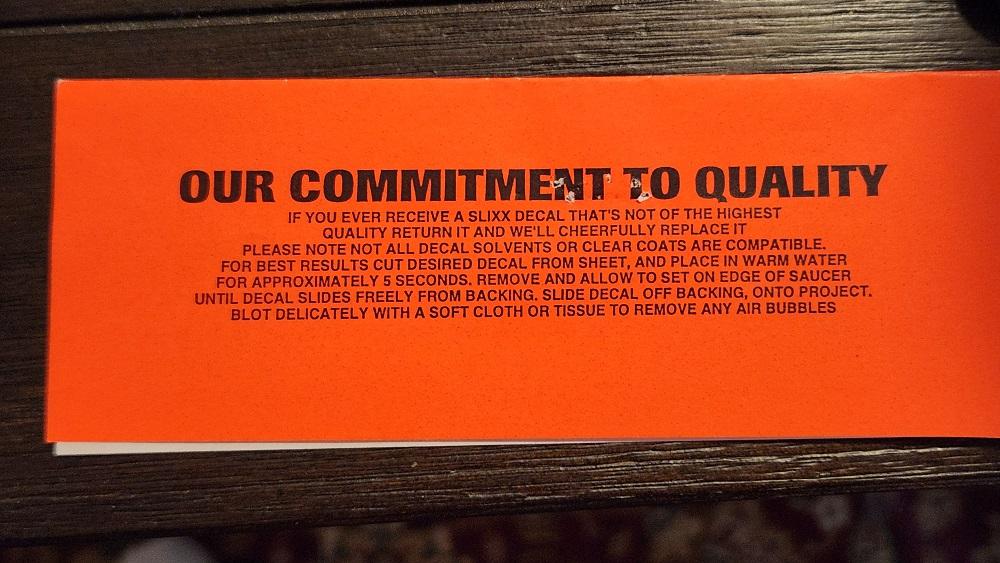 OUR COMMITMENT TO QUALITY
IF YOU EVER RECEIVE A SLIXX DECAL THAT'S NOT OF THE HIGHEST
QUALITY RETURN IT AND WE'LL CHEERFULLY REPLACE IT
PLEASE NOTE NOT ALL DECAL SOLVENTS OR CLEAR COATS ARE COMPATIBLE.
FOR BEST RESULTS CUT DESIRED DECAL FROM SHEET, AND PLACE IN WARM WATER
FOR APPROXIMATELY 5 SECONDS. REMOVE AND ALLOW TO SET ON EDGE OF SAUCER
UNTIL DECAL SLIDES FREELY FROM BACKING. SLIDE DECAL OFF BACKING, ONTO PROJECT.
BLOT DELICATELY WITH A SOFT CLOTH OR TISSUE TO REMOVE ANY AIR BUBBLES